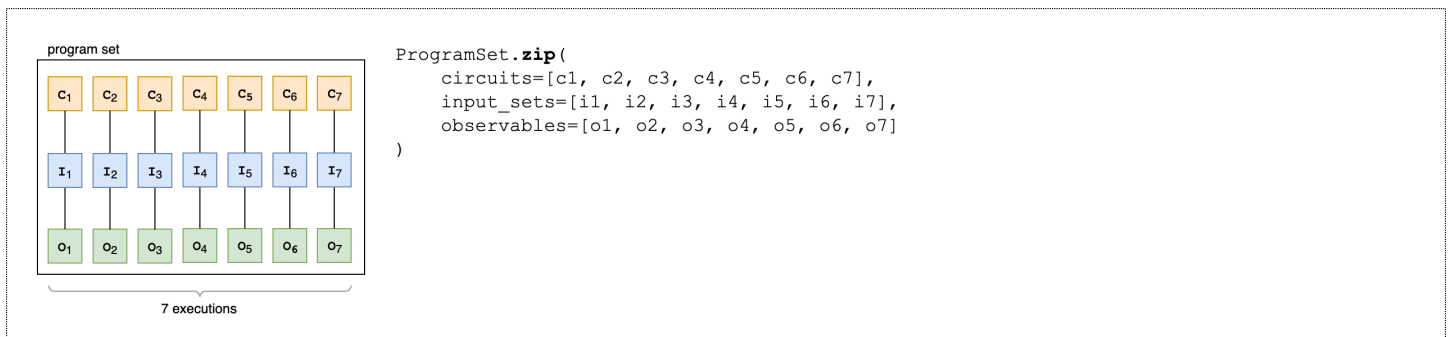 program set
C1 C2 C3 C4 C5 C6 C7
I1 I2 I3 I4 I5 I6 I7
O1 O2 O3 O4 O5 O6 O7
7 executions
ProgramSet.zip(
    circuits=[c1, c2, c3, c4, c5, c6, c7],
    input_sets=[i1, i2, i3, i4, i5, i6, i7],
    observables=[o1, o2, o3, o4, o5, o6, o7]
)